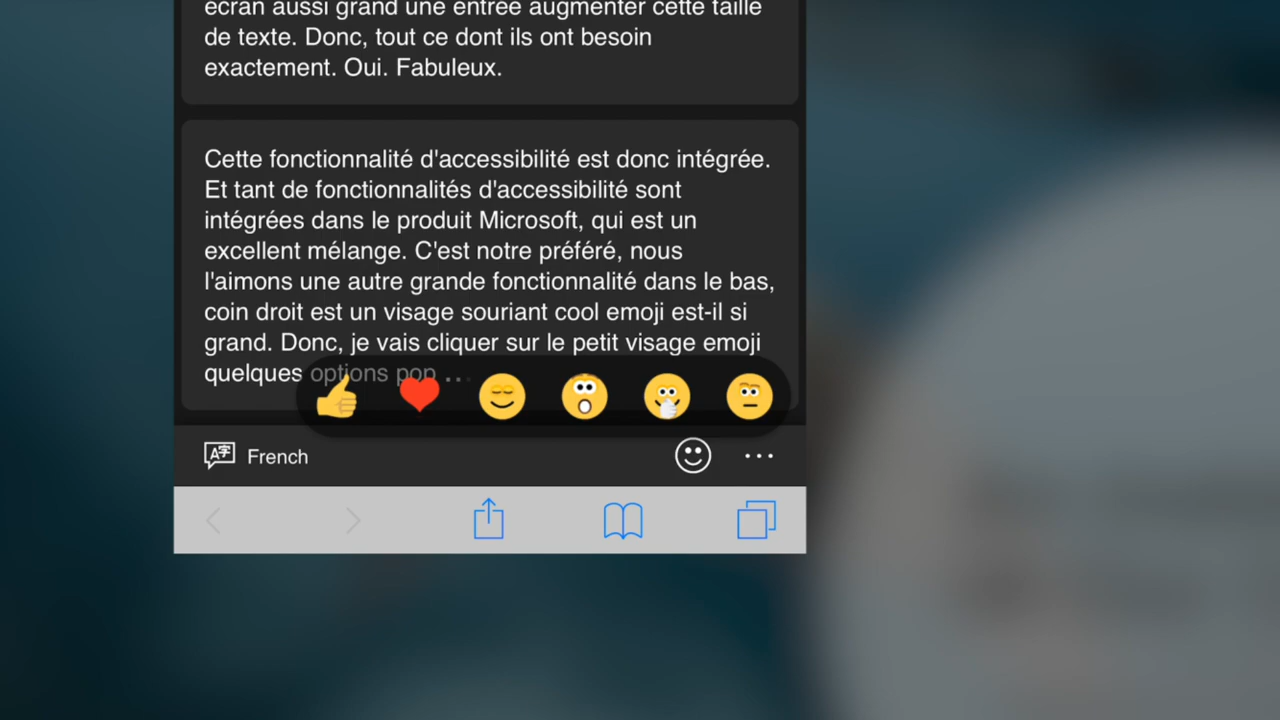 écran aussi grand une entrée augmenter cette taille
de texte. Donc, tout ce dont ils ont besoin
exactement. Oui. Fabuleux.
Cette fonctionnalité d'accessibilité est donc intégrée.
Et tant de fonctionnalités d'accessibilité sont
intégrées dans le produit Microsoft, qui est un
excellent mélange. C'est notre préféré, nous
l'aimons une autre grande fonctionnalité dans le bas,
coin droit est un visage souriant cool emoji est-il si
grand. Donc, je vais cliquer sur le petit visage emoji
quelques options pop ...
French